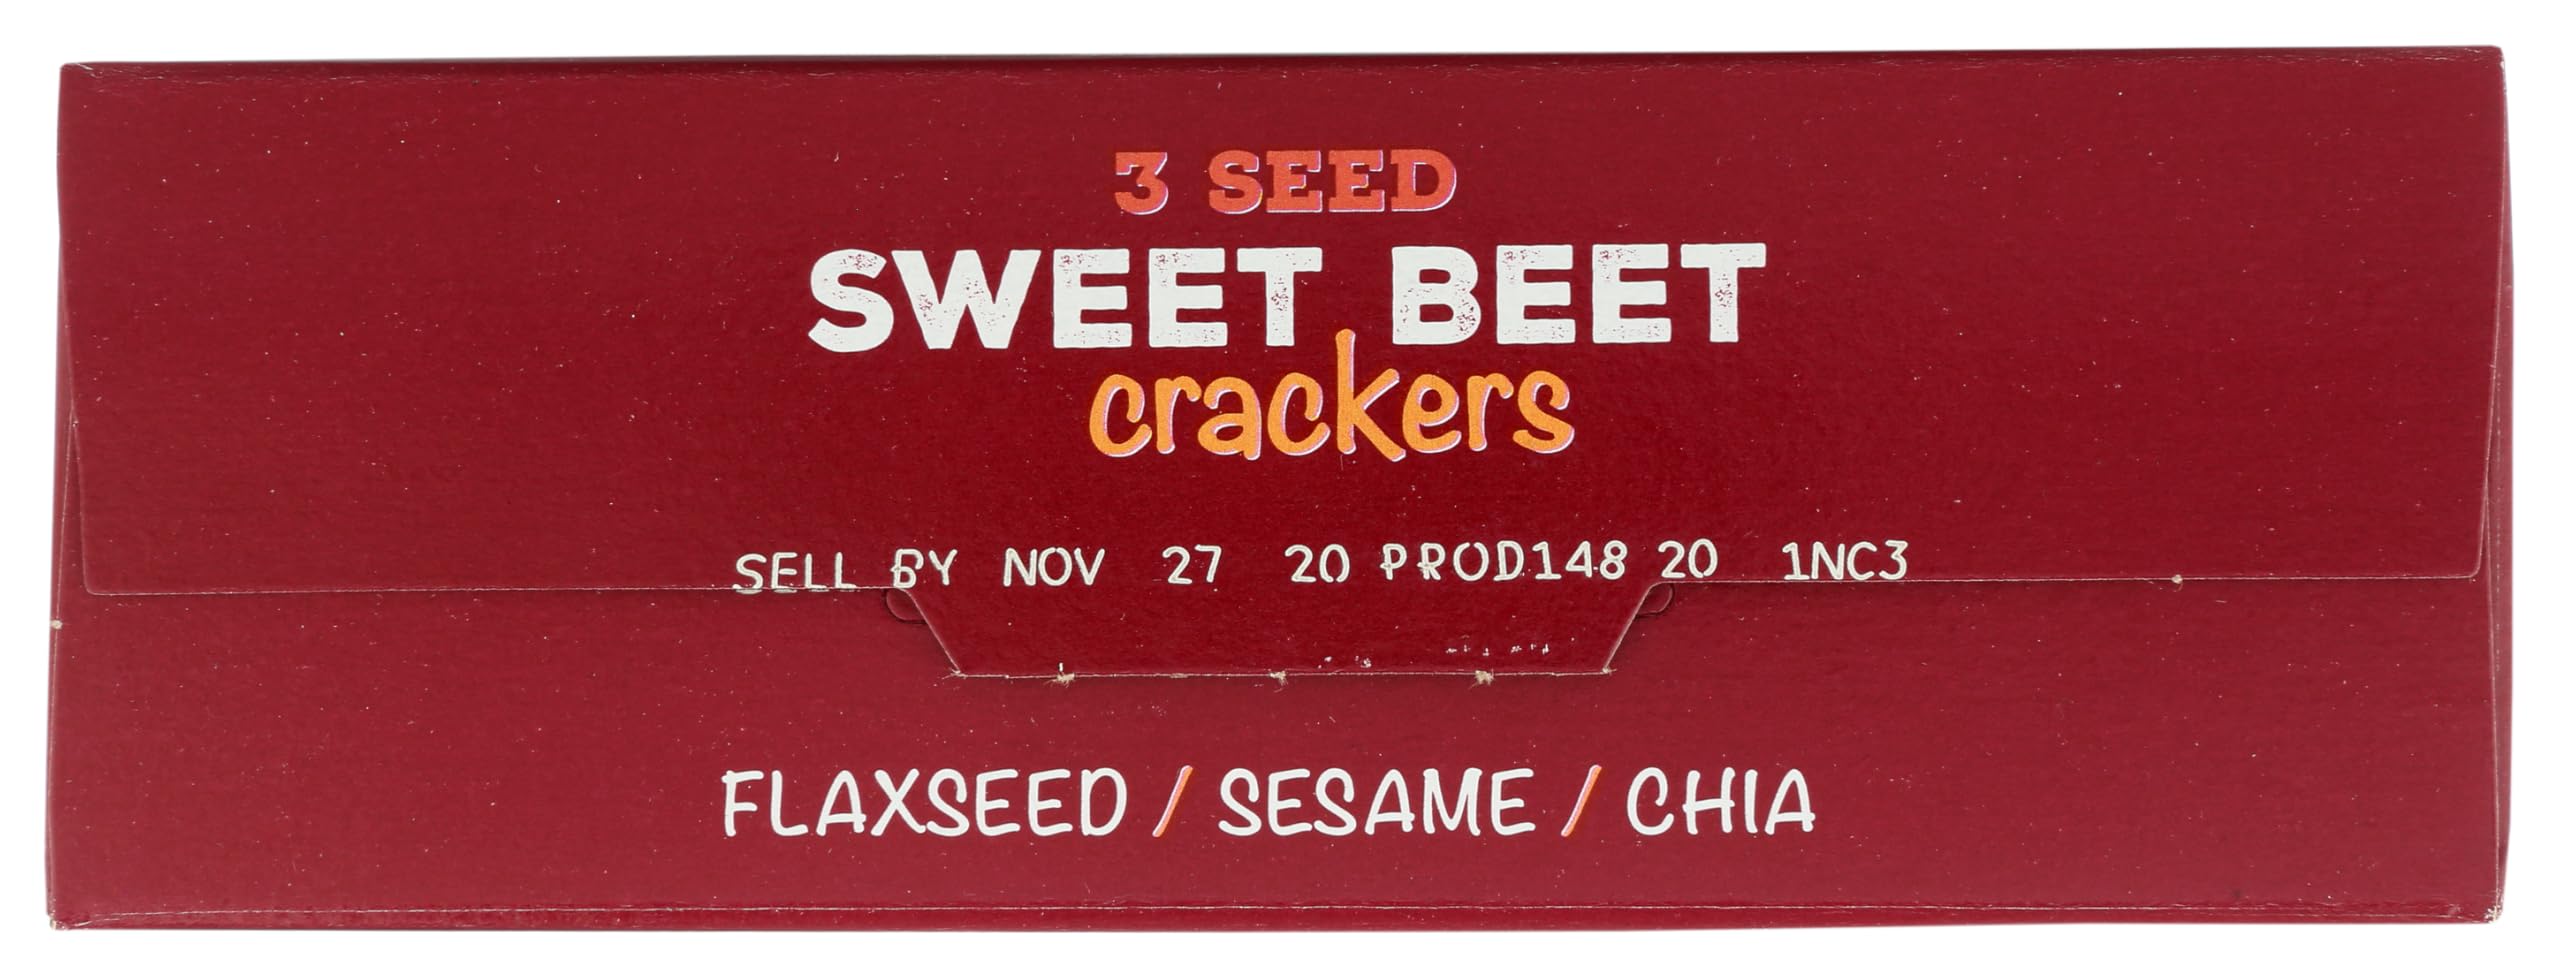 3 SEED
SWEET BEET
crackers
SELL BY NOV 27 20 PROD148 20 1NC3
FLAXSEED / SESAME / CHIA